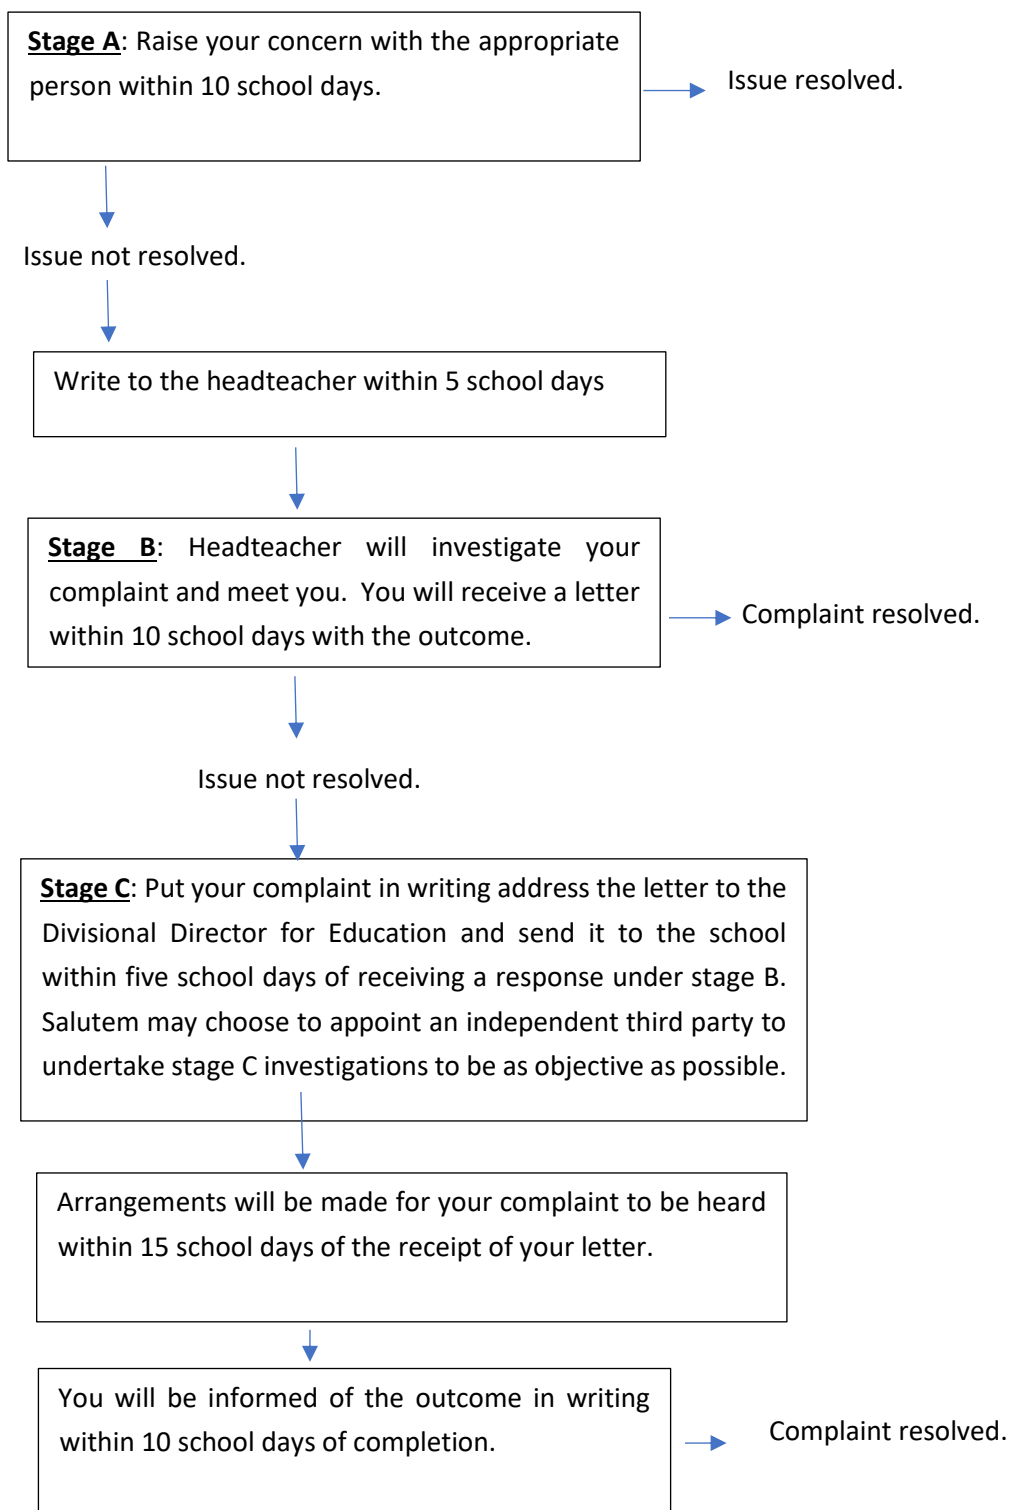 Stage A: Raise your concern with the appropriate
person within 10 school days.
Issue resolved.
Issue not resolved.
Write to the headteacher within 5 school days
Stage B: Headteacher will investigate your
complaint and meet you. You will receive a letter
within 10 school days with the outcome.
Complaint resolved.
Issue not resolved.
Stage C: Put your complaint in writing address the letter to the
Divisional Director for Education and send it to the school
within five school days of receiving a response under stage B.
Salutem may choose to appoint an independent third party to
undertake stage C investigations to be as objective as possible.
Arrangements will be made for your complaint to be heard
within 15 school days of the receipt of your letter.
You will be informed of the outcome in writing
within 10 school days of completion.
Complaint resolved.